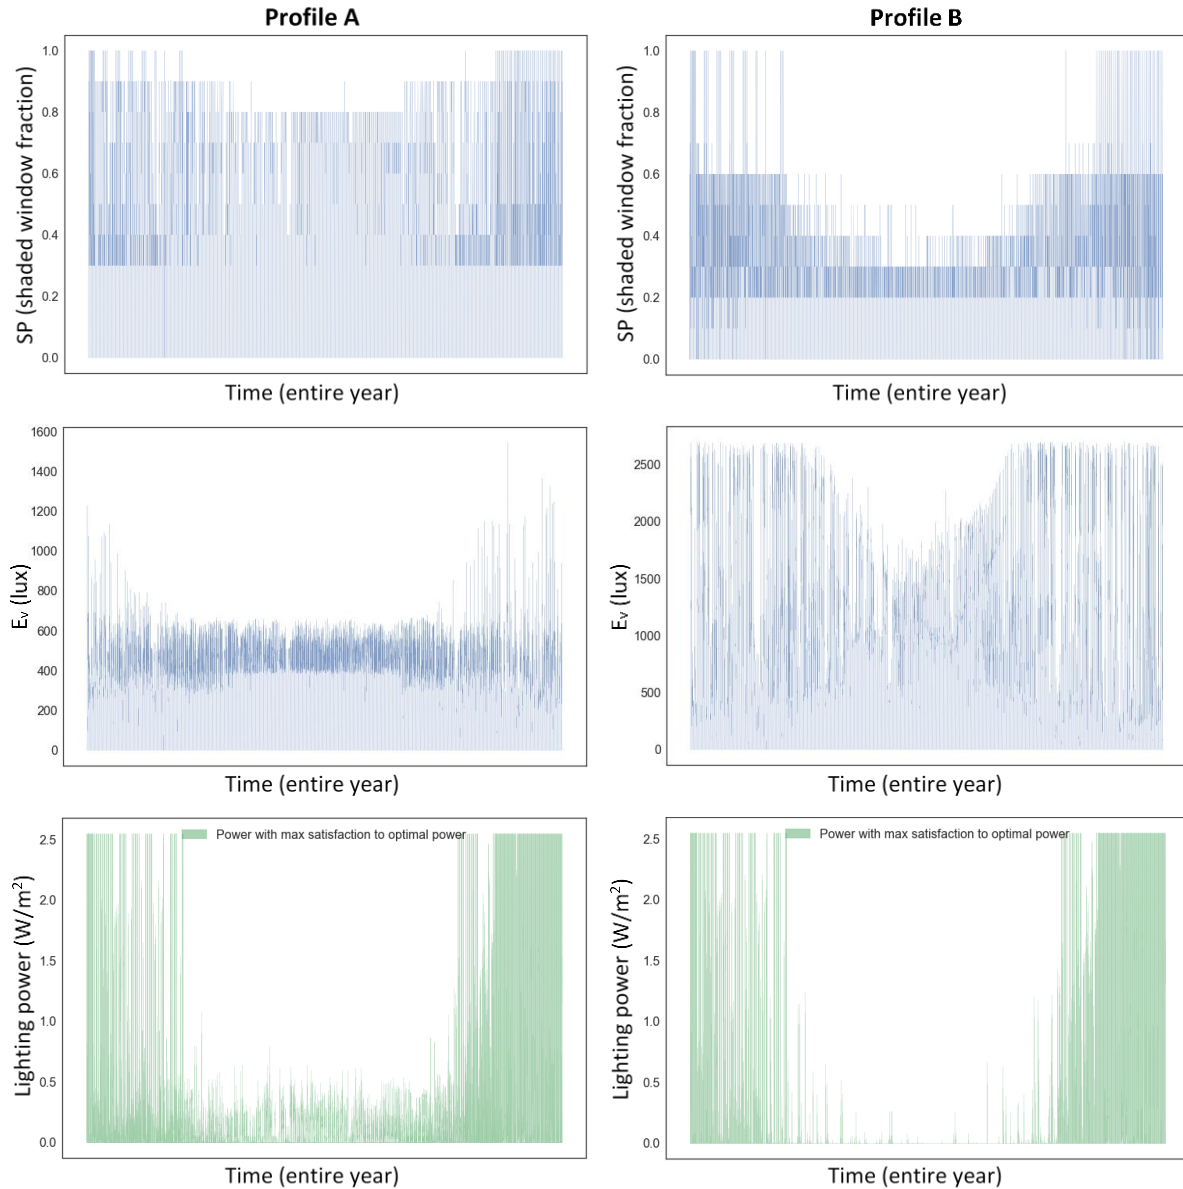 Profile A
Profile B
SP (shaded window fraction)
1.0
0.8
0.6
0.4
0.2
0.0
Time (entire year)
SP (shaded window fraction)
1.0
0.8
0.6
0.4
0.2
0.0
Time (entire year)
Eᵥ (lux)
1600
1400
1200
1000
800
600
400
200
0
Time (entire year)
Eᵥ (lux)
2500
2000
1500
1000
500
0
Time (entire year)
Lighting power (W/m²)
2.5
2.0
1.5
1.0
0.5
0.0
Power with max satisfaction to optimal power
Time (entire year)
Lighting power (W/m²)
2.5
2.0
1.5
1.0
0.5
0.0
Power with max satisfaction to optimal power
Time (entire year)